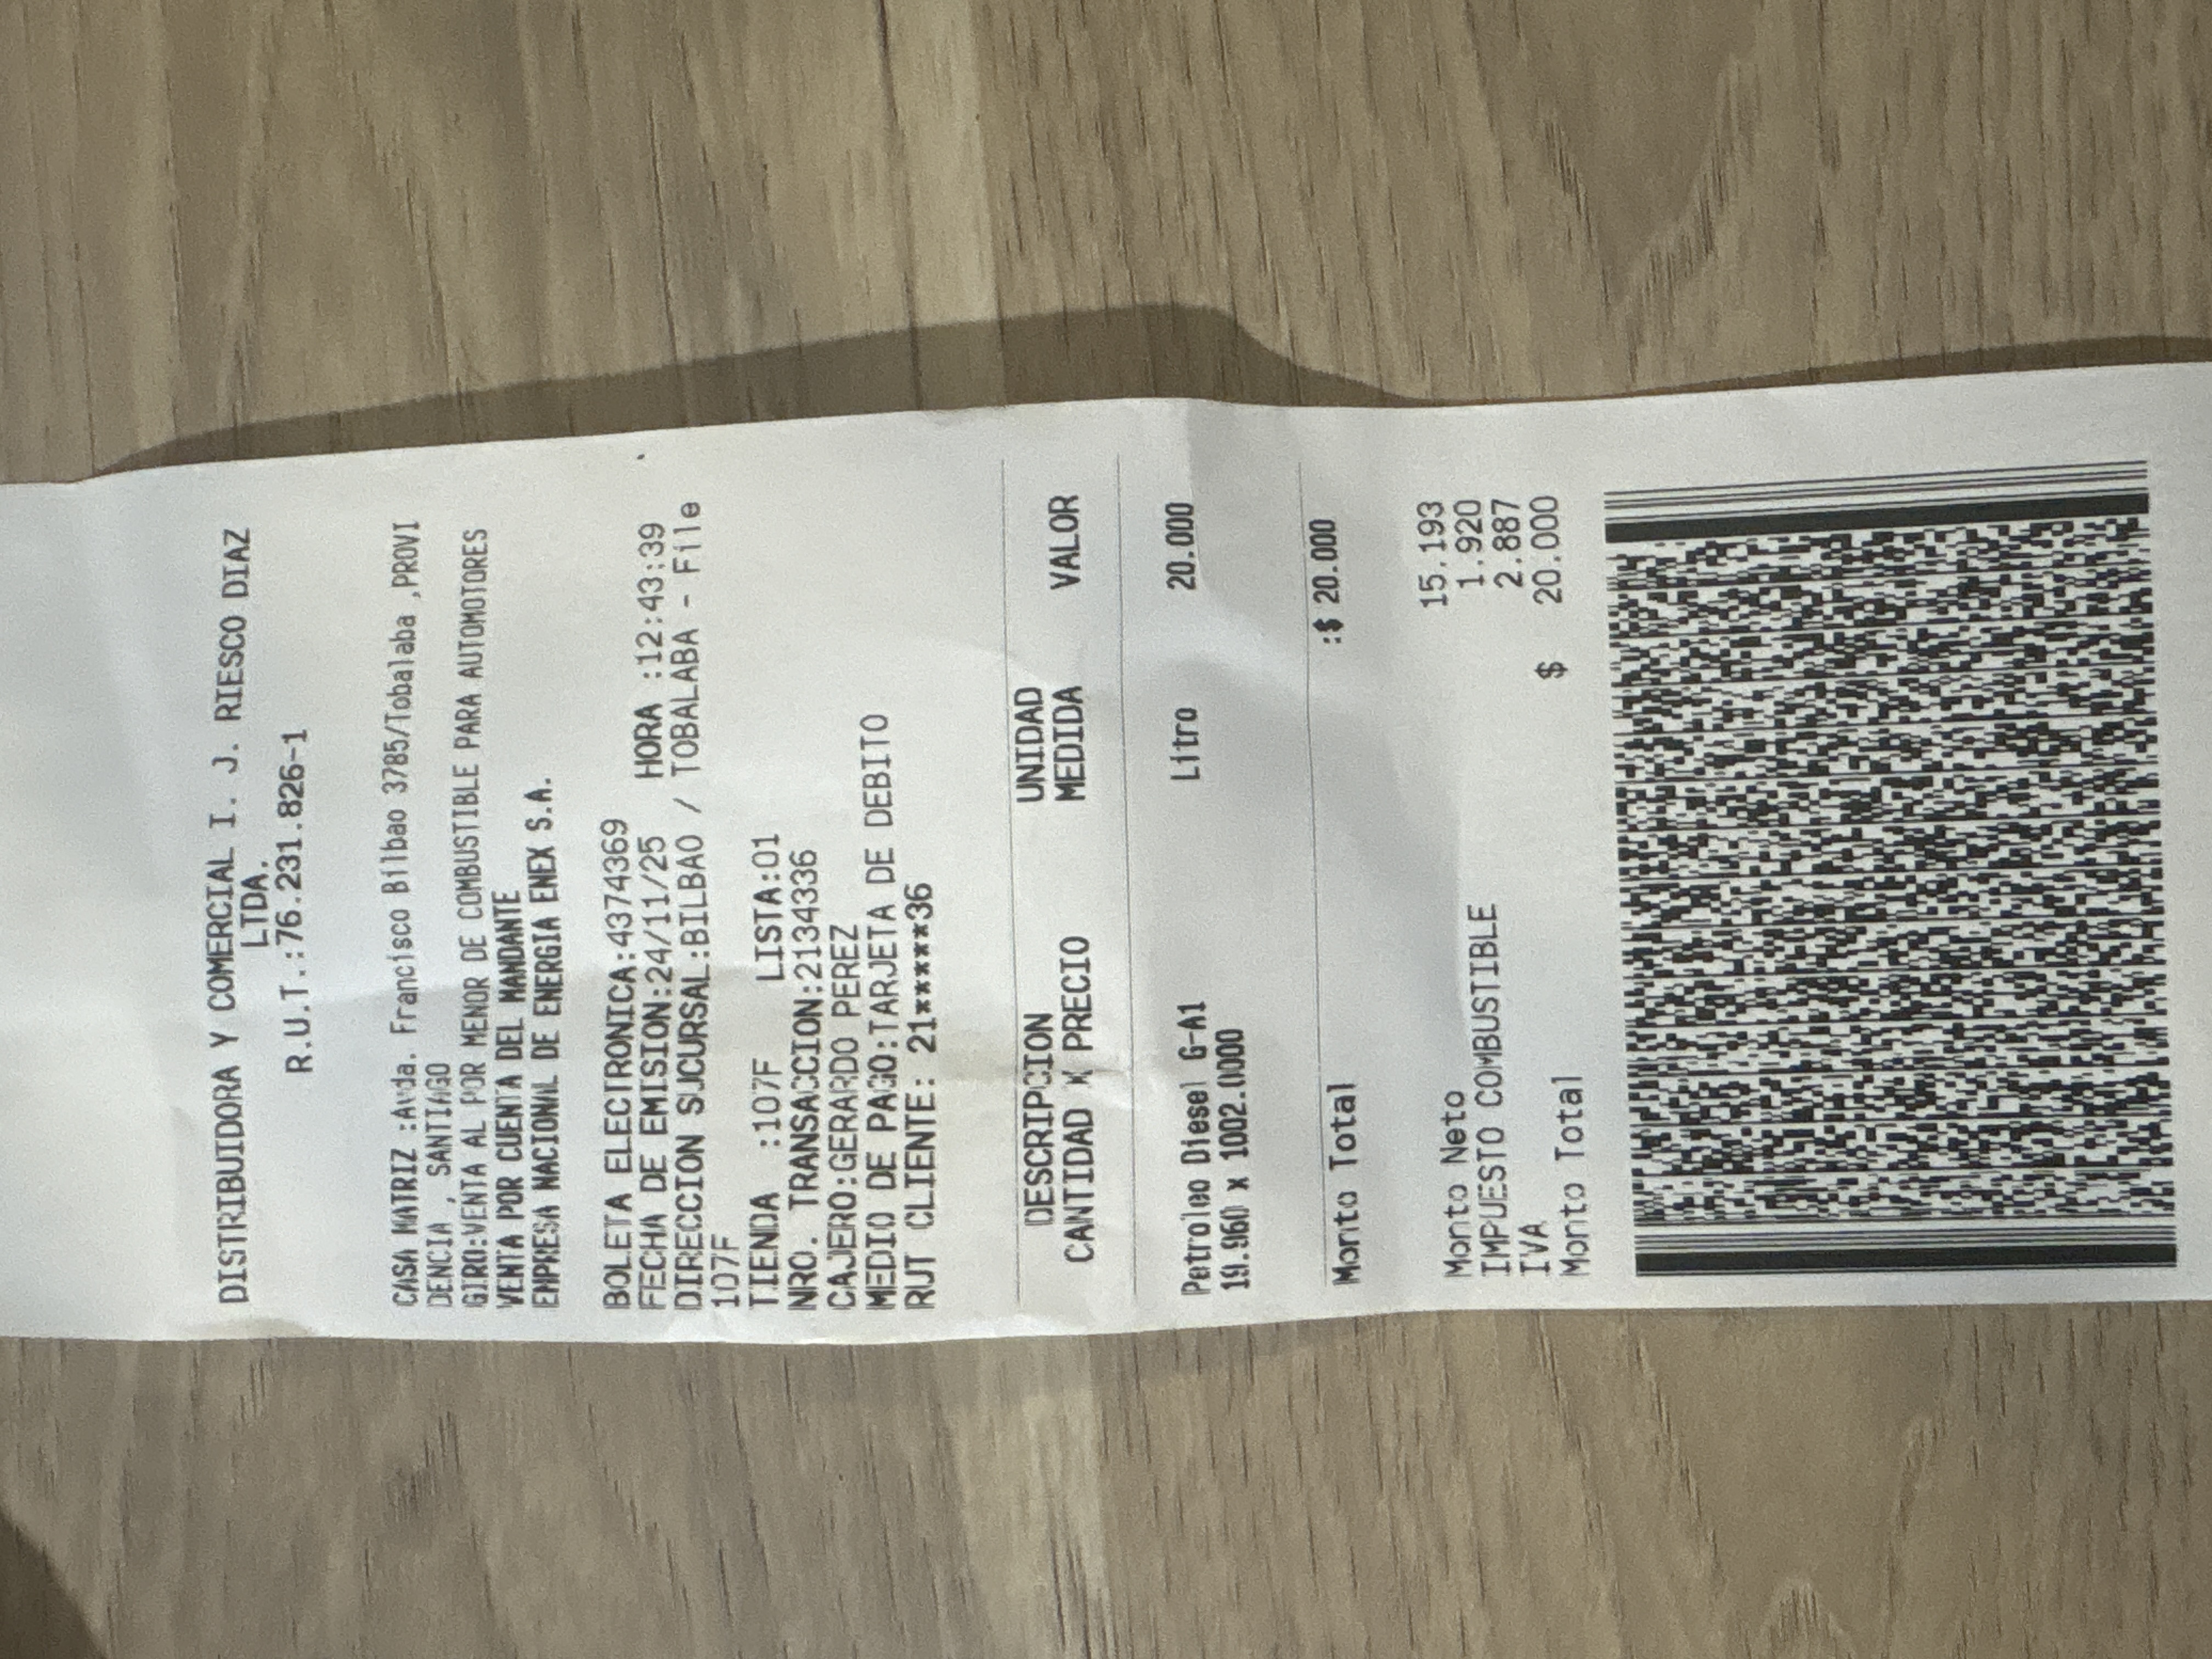 DISTRIBUIDORA Y COMERCIAL I. J. RIESCO DIAZ
LTDA.
R.U.T.:76.231.826-1
CASA MATRIZ :Avda. Francisco Bilbao 3785/Tobalaba ,PROVI
DENCIA , SANTIAGO
GIRO:VENTA AL POR MENOR DE COMBUSTIBLE PARA AUTOMOTORES
VENTA POR CUENTA DEL MANDANTE
EMPRESA NACIONAL DE ENERGIA ENEX S.A.
BOLETA ELECTRONICA:4374369
FECHA DE EMISION:24/11/25 HORA :12:43:39
DIRECCION SUCURSAL:BILBAO / TOBALABA - File
107F
TIENDA :107F LISTA:01
NRO. TRANSACCION:2134336
CAJERO:GERARDO PEREZ
MEDIO DE PAGO:TARJETA DE DEBITO
RUT CLIENTE: 21*****36
DESCRIPCION UNIDAD
CANTIDAD X PRECIO MEDIDA VALOR
Petroleo Diesel G-A1 Litro 20.000
19.960 x 1002.0000
Monto Total :$ 20.000
Monto Neto 15.193
IMPUESTO COMBUSTIBLE 1.920
IVA 2.887
Monto Total $ 20.000